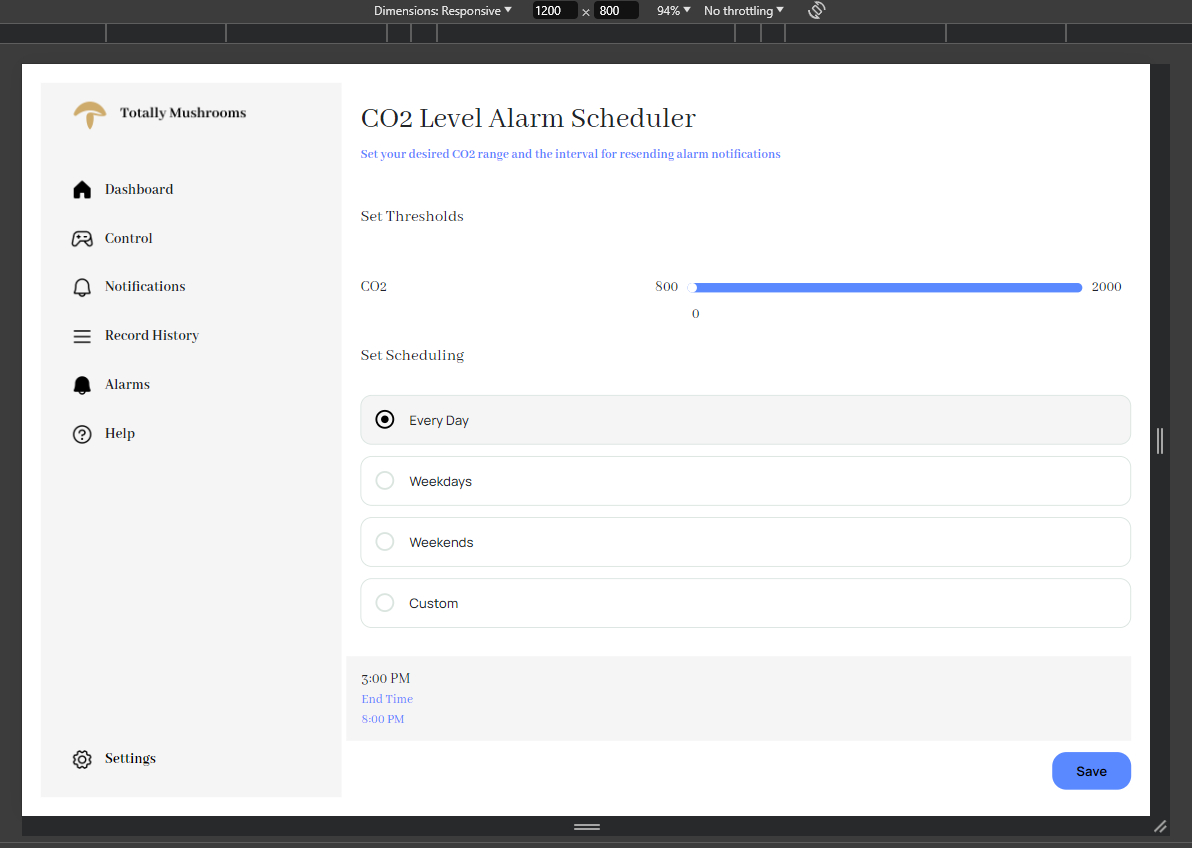 Dimensions: Responsive 1200 × 800 94% No throttling
Totally Mushrooms
Dashboard
Control
Notifications
Record History
Alarms
Help
Settings
CO2 Level Alarm Scheduler
Set your desired CO2 range and the interval for resending alarm notifications
Set Thresholds
CO2 800 2000
0
Set Scheduling
Every Day
Weekdays
Weekends
Custom
3:00 PM
End Time
8:00 PM
Save